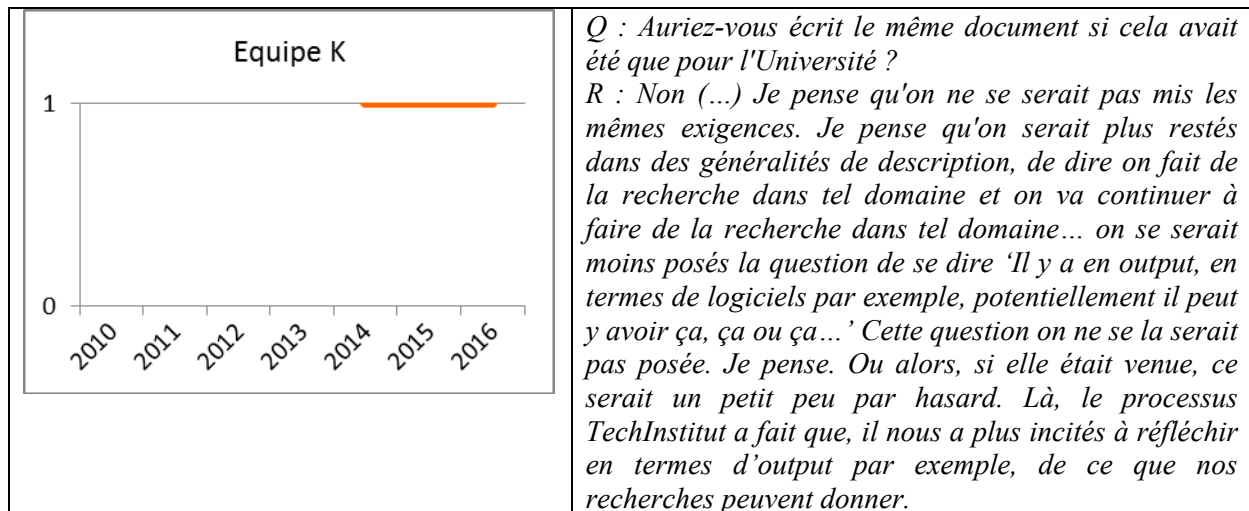 Equipe K
1
0
2010
2011
2012
2013
2014
2015
2016
Q : Auriez-vous écrit le même document si cela avait
été que pour l'Université ?
R : Non (…) Je pense qu'on ne se serait pas mis les
mêmes exigences. Je pense qu'on serait plus restés
dans des généralités de description, de dire on fait de
la recherche dans tel domaine et on va continuer à
faire de la recherche dans tel domaine… on se serait
moins posés la question de se dire ‘Il y a en output, en
termes de logiciels par exemple, potentiellement il peut
y avoir ça, ça ou ça…’ Cette question on ne se la serait
pas posée. Je pense. Ou alors, si elle était venue, ce
serait un petit peu par hasard. Là, le processus
TechInstitut a fait que, il nous a plus incités à réfléchir
en termes d’output par exemple, de ce que nos
recherches peuvent donner.